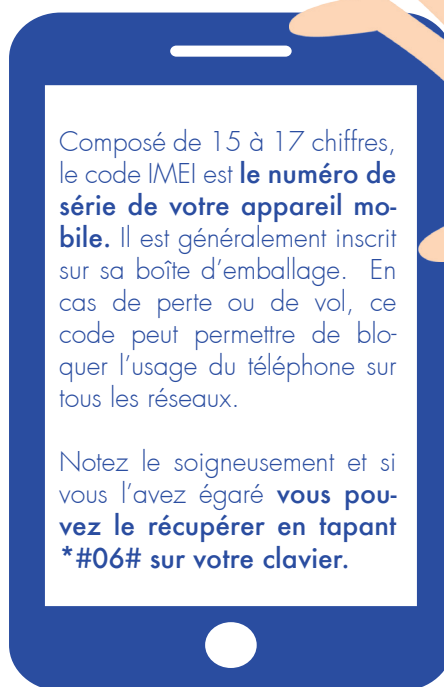 Composé de 15 à 17 chiffres,
le code IMEI est le numéro de
série de votre appareil mo-
bile. Il est généralement inscrit
sur sa boîte d’emballage. En
cas de perte ou de vol, ce
code peut permettre de blo-
quer l’usage du téléphone sur
tous les réseaux.
Notez le soigneusement et si
vous l’avez égaré vous pou-
vez le récupérer en tapant
*#06# sur votre clavier.